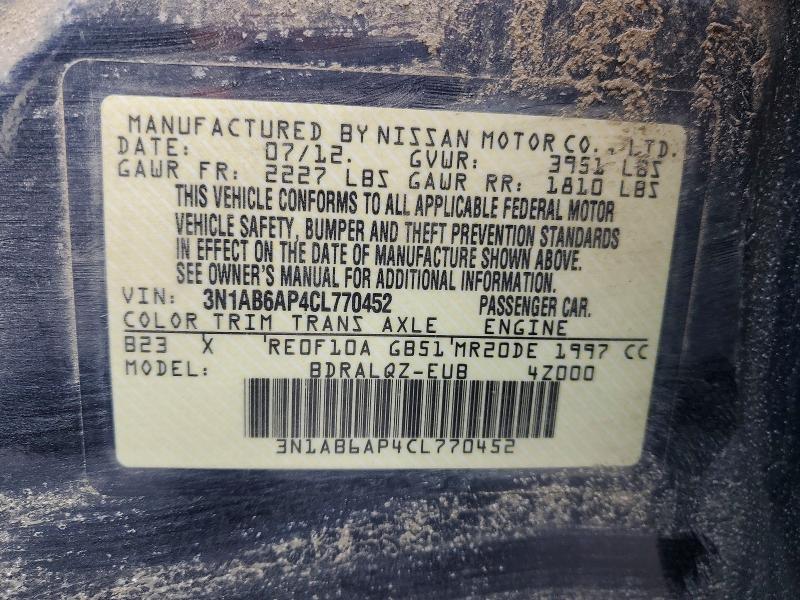 MANUFACTURED BY NISSAN MOTOR CO., LTD.
DATE: 07/12. GVWR: 3951 LBS
GAWR FR: 2227 LBS GAWR RR: 1810 LBS
THIS VEHICLE CONFORMS TO ALL APPLICABLE FEDERAL MOTOR
VEHICLE SAFETY, BUMPER AND THEFT PREVENTION STANDARDS
IN EFFECT ON THE DATE OF MANUFACTURE SHOWN ABOVE.
SEE OWNER'S MANUAL FOR ADDITIONAL INFORMATION.
VIN: 3N1AB6AP4CL770452 PASSENGER CAR.
COLOR TRIM TRANS AXLE ENGINE
B23 X 'RE0F10A GB51'MR20DE 1997 CC
MODEL: BDRALQZ-EUB 4Z000
3N1AB6AP4CL770452